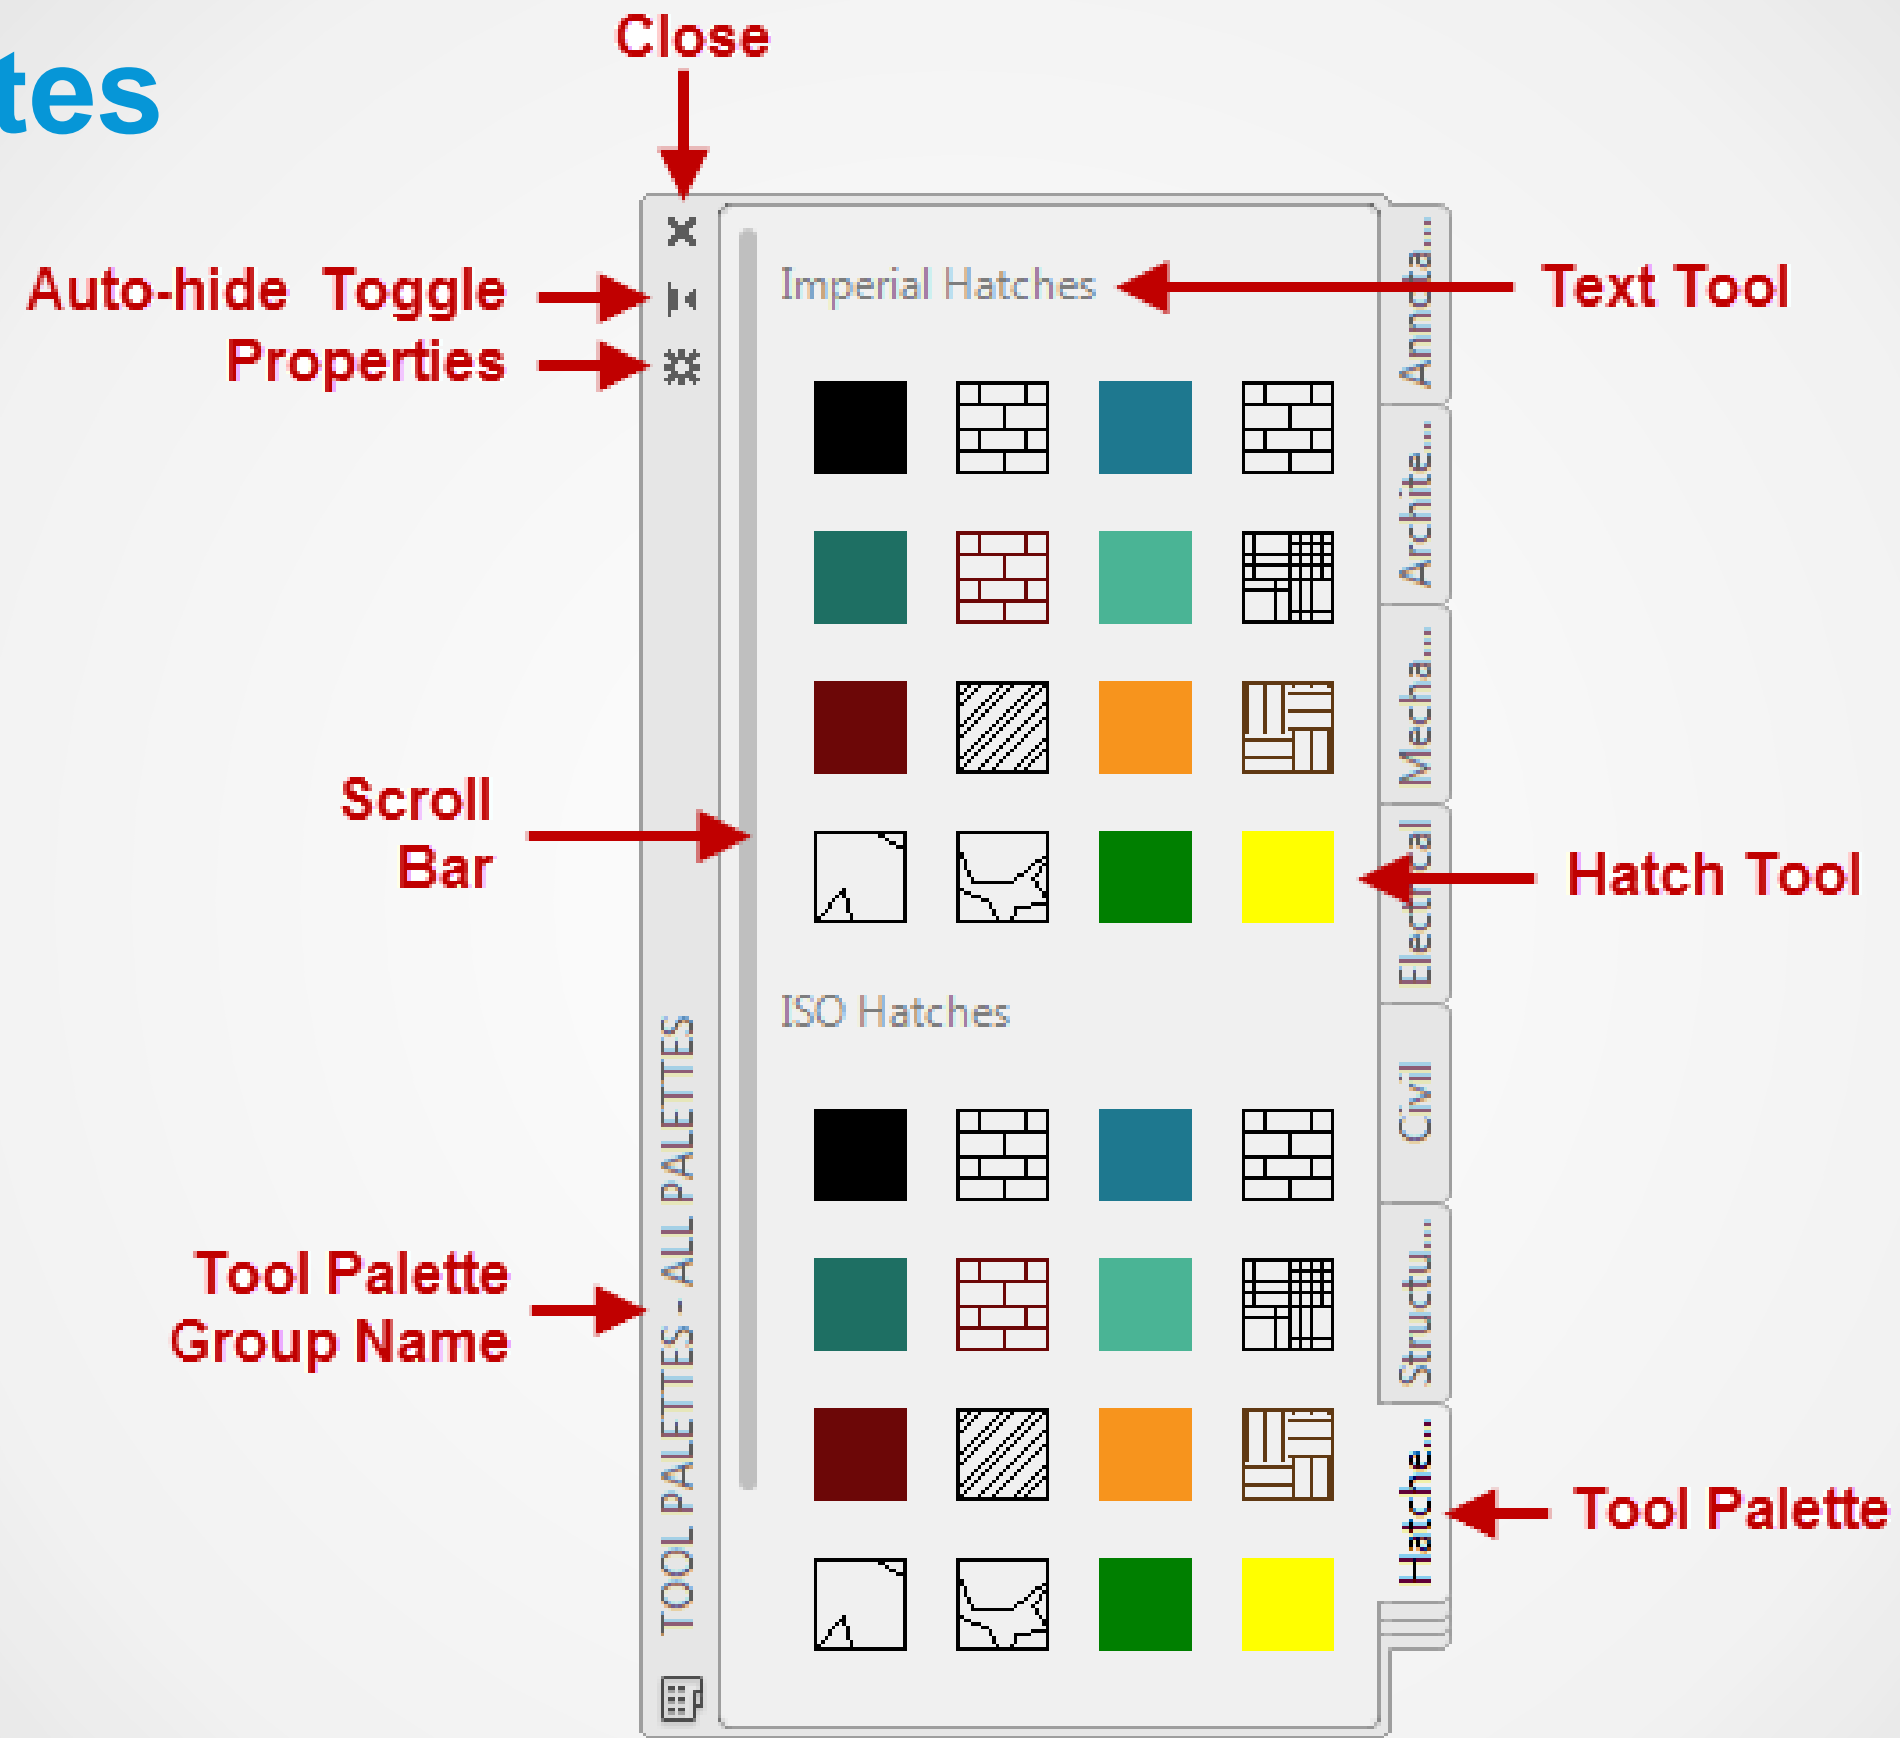 tes
Close
Auto-hide Toggle
Properties
Imperial Hatches
Text Tool
Annota...
Archite...
Mecha...
Scroll
Bar
Hatch Tool
Electrical
ISO Hatches
Civil
TOOL PALETTES - ALL PALETTES
Tool Palette
Group Name
Structu...
Hatche...
Tool Palette